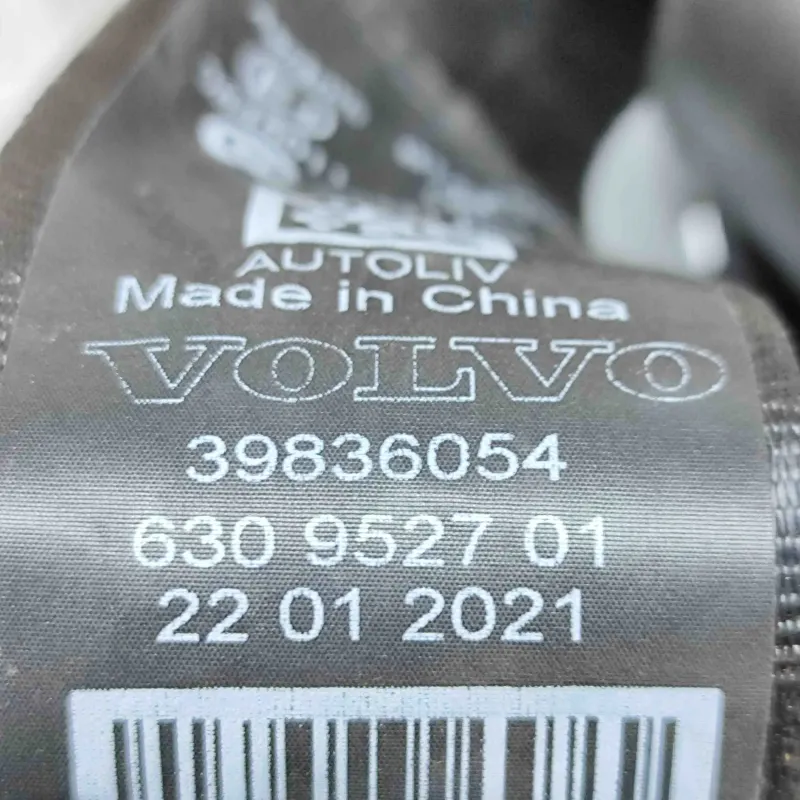 AUTOLIV
Made in China
VOLVO
39836054
630 9527 01
22 01 2021